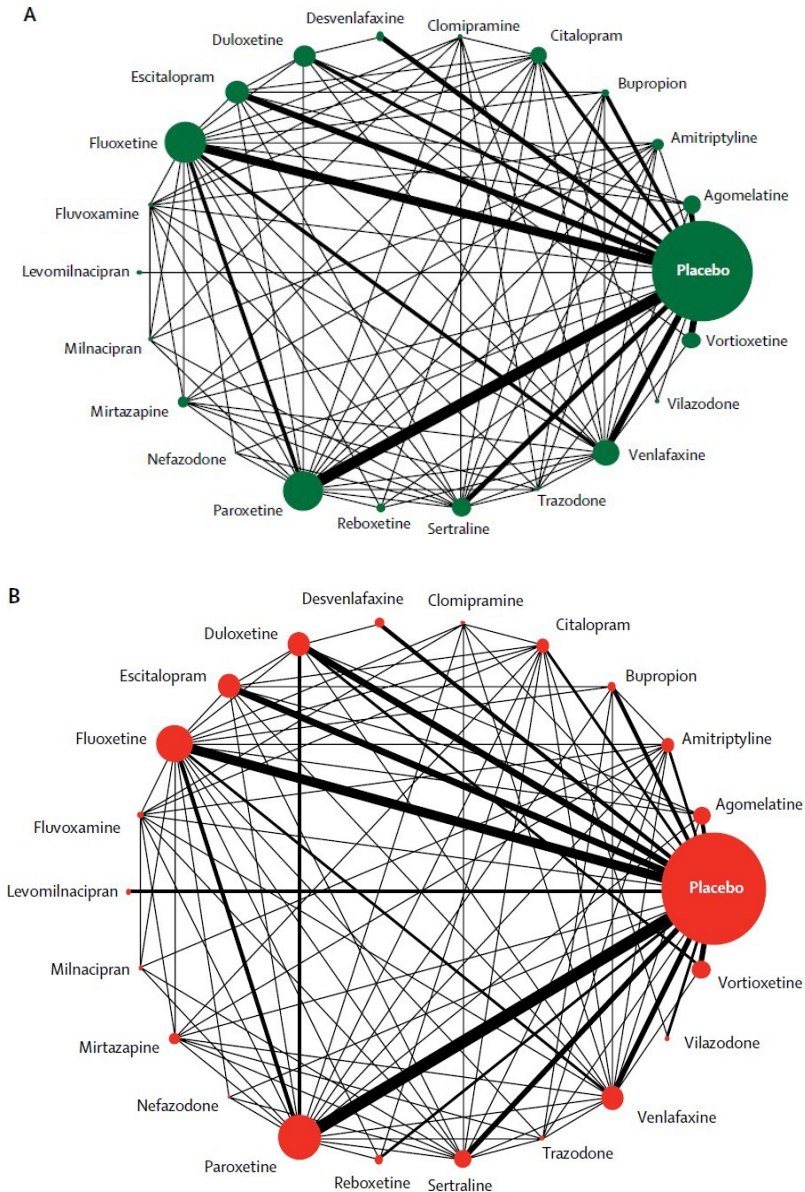 A
Desvenlafaxine
Clomipramine
Duloxetine
Citalopram
Escitalopram
Bupropion
Fluoxetine
Amitriptyline
Agomelatine
Fluvoxamine
Levomilnacipran
Placebo
Milnacipran
Vortioxetine
Mirtazapine
Vilazodone
Nefazodone
Venlafaxine
Paroxetine
Trazodone
Reboxetine
Sertraline
B
Desvenlafaxine
Clomipramine
Duloxetine
Citalopram
Escitalopram
Bupropion
Fluoxetine
Amitriptyline
Agomelatine
Fluvoxamine
Levomilnacipran
Placebo
Milnacipran
Vortioxetine
Mirtazapine
Vilazodone
Nefazodone
Venlafaxine
Paroxetine
Trazodone
Reboxetine
Sertraline